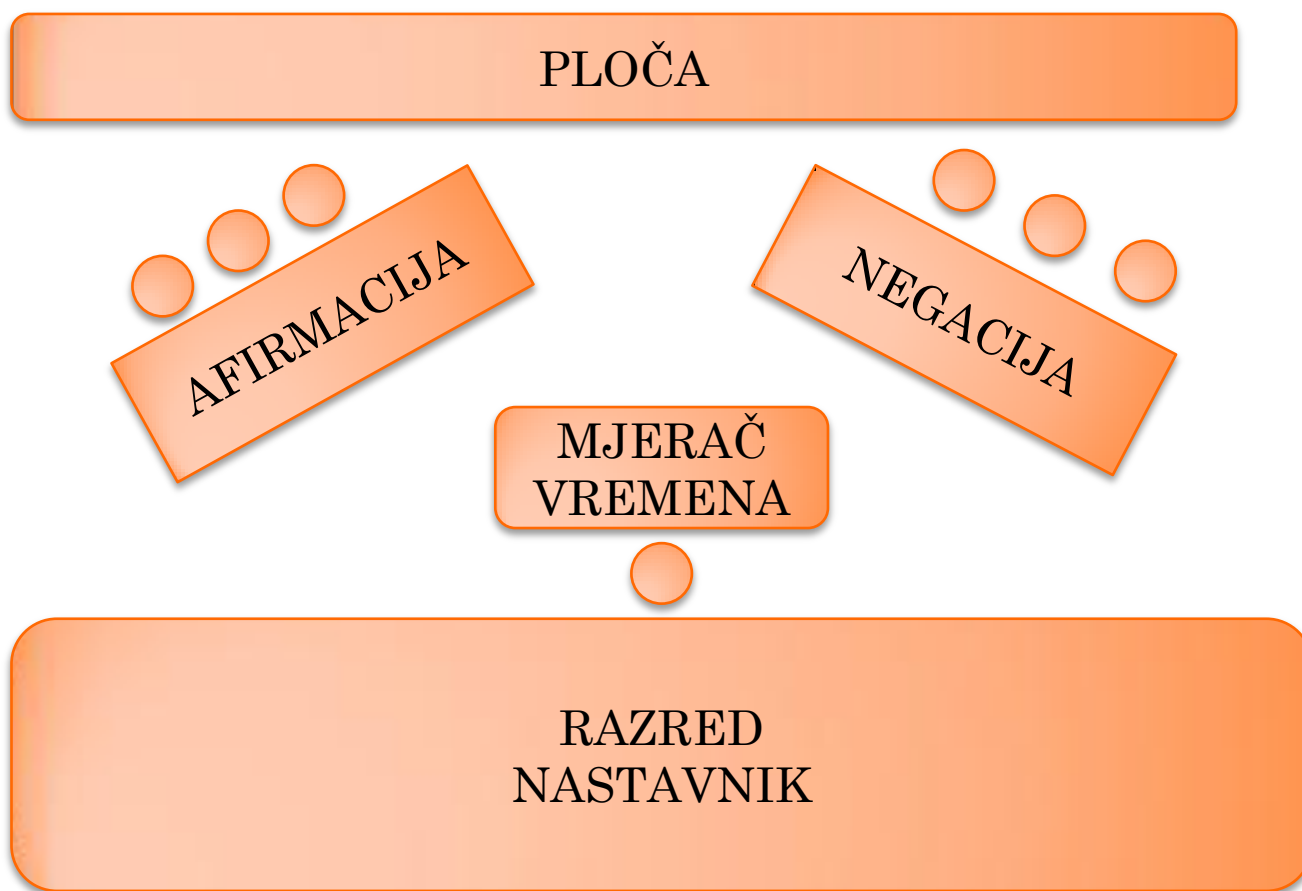 PLOČA
AFIRMACIJA
NEGACIJA
MJERAČ
VREMENA
RAZRED
NASTAVNIK